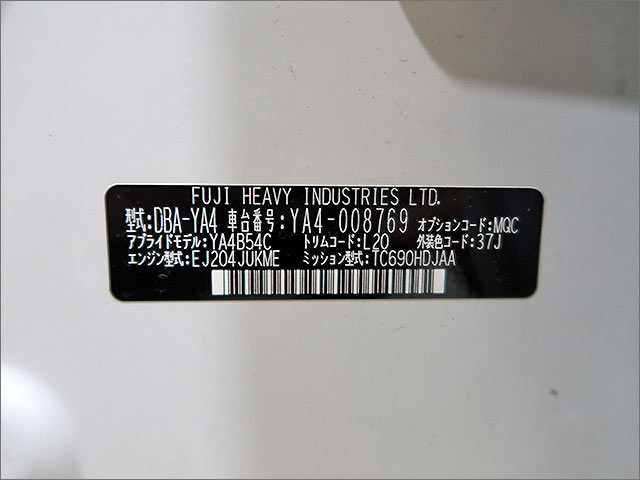 FUJI HEAVY INDUSTRIES LTD.
型式:DBA-YA4 車台番号:YA4-008769 オプションコード:MQC
アプライドモデル:YA4B54C トリムコード:L20 外装色コード:37J
エンジン型式:EJ204JUKME ミッション型式:TC690HDJAA